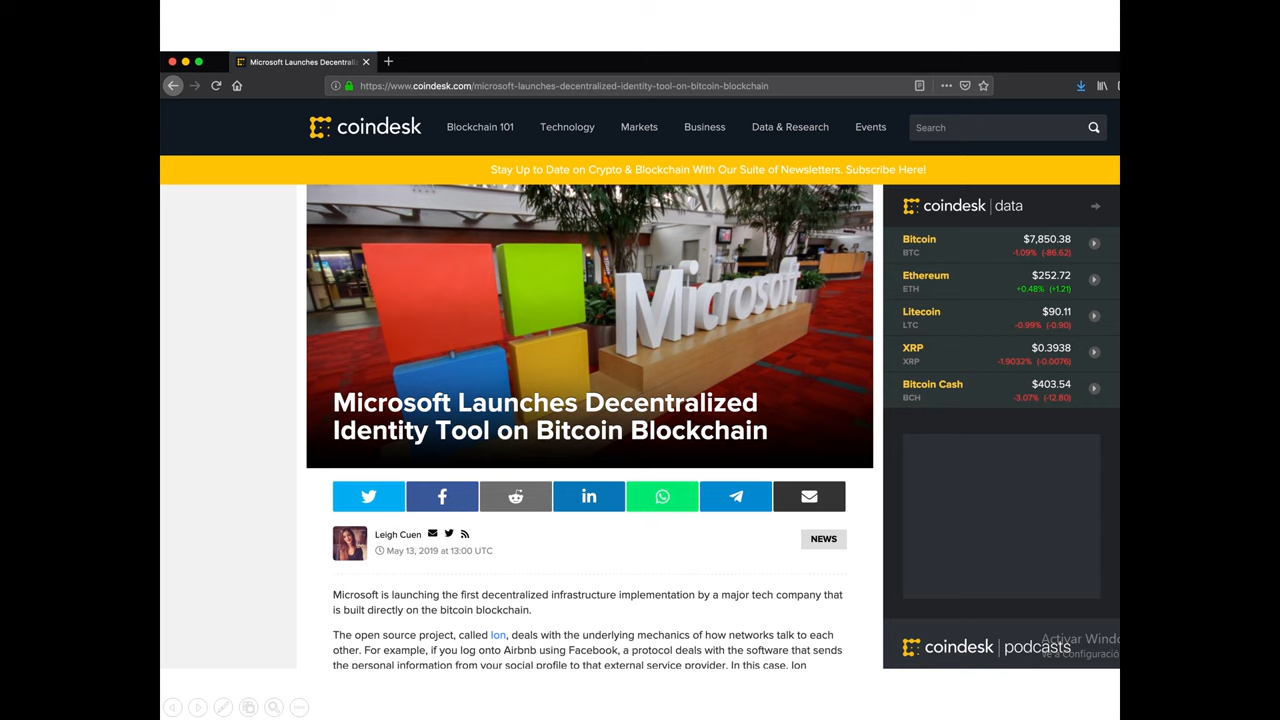 Microsoft Launches Decentraliz
https://www.coindesk.com/microsoft-launches-decentralized-identity-tool-on-bitcoin-blockchain
coindesk
Blockchain 101
Technology
Markets
Business
Data & Research
Events
Search
Stay Up to Date on Crypto & Blockchain With Our Suite of Newsletters. Subscribe Here!
Microsoft
Microsoft Launches Decentralized
Identity Tool on Bitcoin Blockchain
Leigh Cuen
May 13, 2019 at 13:00 UTC
NEWS
Microsoft is launching the first decentralized infrastructure implementation by a major tech company that
is built directly on the bitcoin blockchain.
The open source project, called Ion, deals with the underlying mechanics of how networks talk to each
other. For example, if you log onto Airbnb using Facebook, a protocol deals with the software that sends
the personal information from your social profile to that external service provider. In this case, Ion
coindesk | data
Bitcoin $7,850.38
BTC -1.09% (-86.62)
Ethereum $252.72
ETH +0.48% (+1.21)
Litecoin $90.11
LTC -0.99% (-0.90)
XRP $0.3938
XRP -1.9032% (-0.0076)
Bitcoin Cash $403.54
BCH -3.07% (-12.80)
coindesk | podcasts
Activar Windo
Ve a Configuració